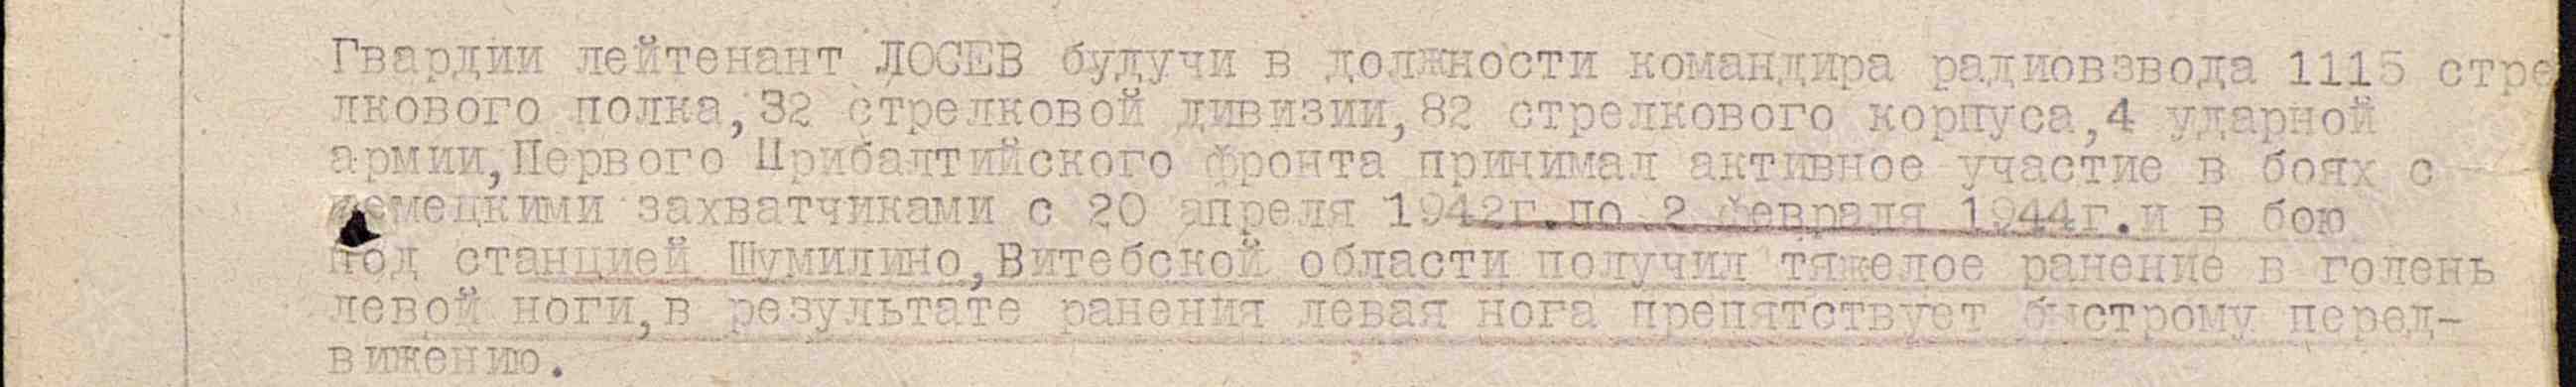 Гвардии лейтенант ЛОСЕВ будучи в должности командира радиовзвода 1115 стре
лкового полка,32 стрелковой дивизии,82 стрелкового корпуса,4 ударной
армии,Первого Прибалтийского фронта принимал активное участие в боях с
немецкими захватчиками с 20 апреля 1942г.по 2 февраля 1944г.и в бою
под станцией Шумилино,Витебской области получил тяжелое ранение в голень
левой ноги,в результате ранения левая нога препятствует быстрому перед-
вижению.